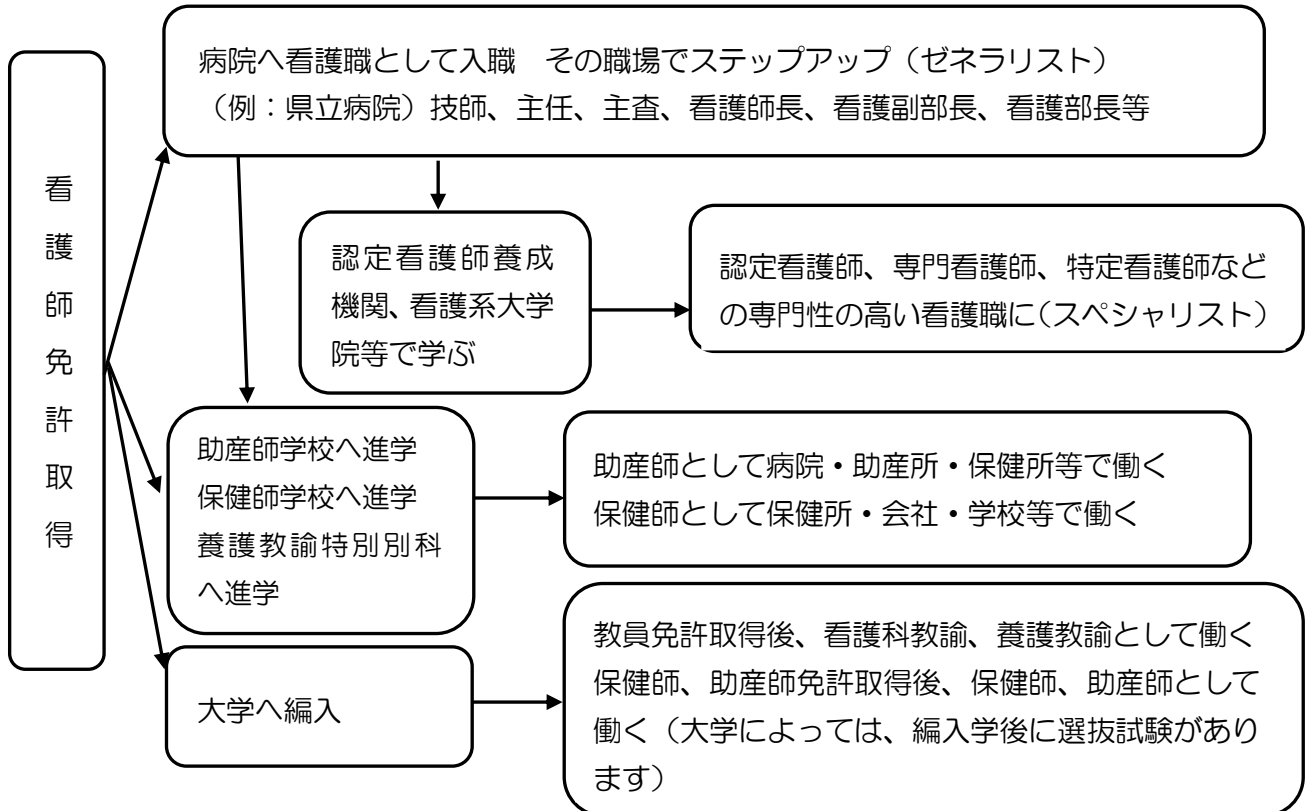 病院へ看護職として入職　その職場でステップアップ（ゼネラリスト）
（例：県立病院）技師、主任、主査、看護師長、看護副部長、看護部長等
看護師免許取得
認定看護師養成
機関、看護系大学
院等で学ぶ
認定看護師、専門看護師、特定看護師など
の専門性の高い看護職に（スペシャリスト）
助産師学校へ進学
保健師学校へ進学
養護教諭特別別科
へ進学
助産師として病院・助産所・保健所等で働く
保健師として保健所・会社・学校等で働く
大学へ編入
教員免許取得後、看護科教諭、養護教諭として働く
保健師、助産師免許取得後、保健師、助産師として
働く（大学によっては、編入学後に選抜試験があり
ます）